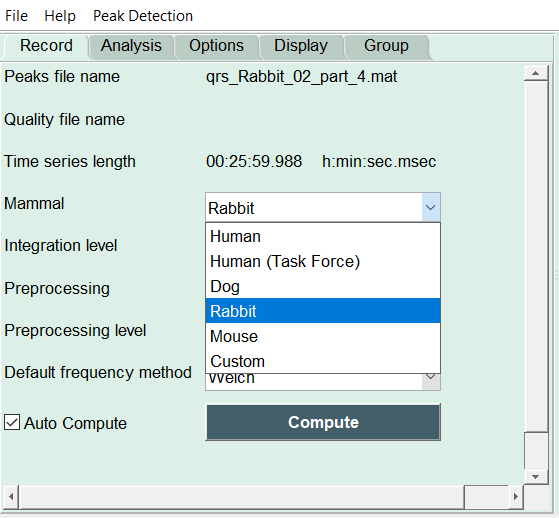 File Help Peak Detection
Record Analysis Options Display Group
Peaks file name qrs_Rabbit_02_part_4.mat
Quality file name
Time series length 00:25:59.988 h:min:sec.msec
Mammal Rabbit
Human
Integration level
Human (Task Force)
Dog
Preprocessing
Rabbit
Preprocessing level
Mouse
Custom
Default frequency method Welch
Auto Compute Compute